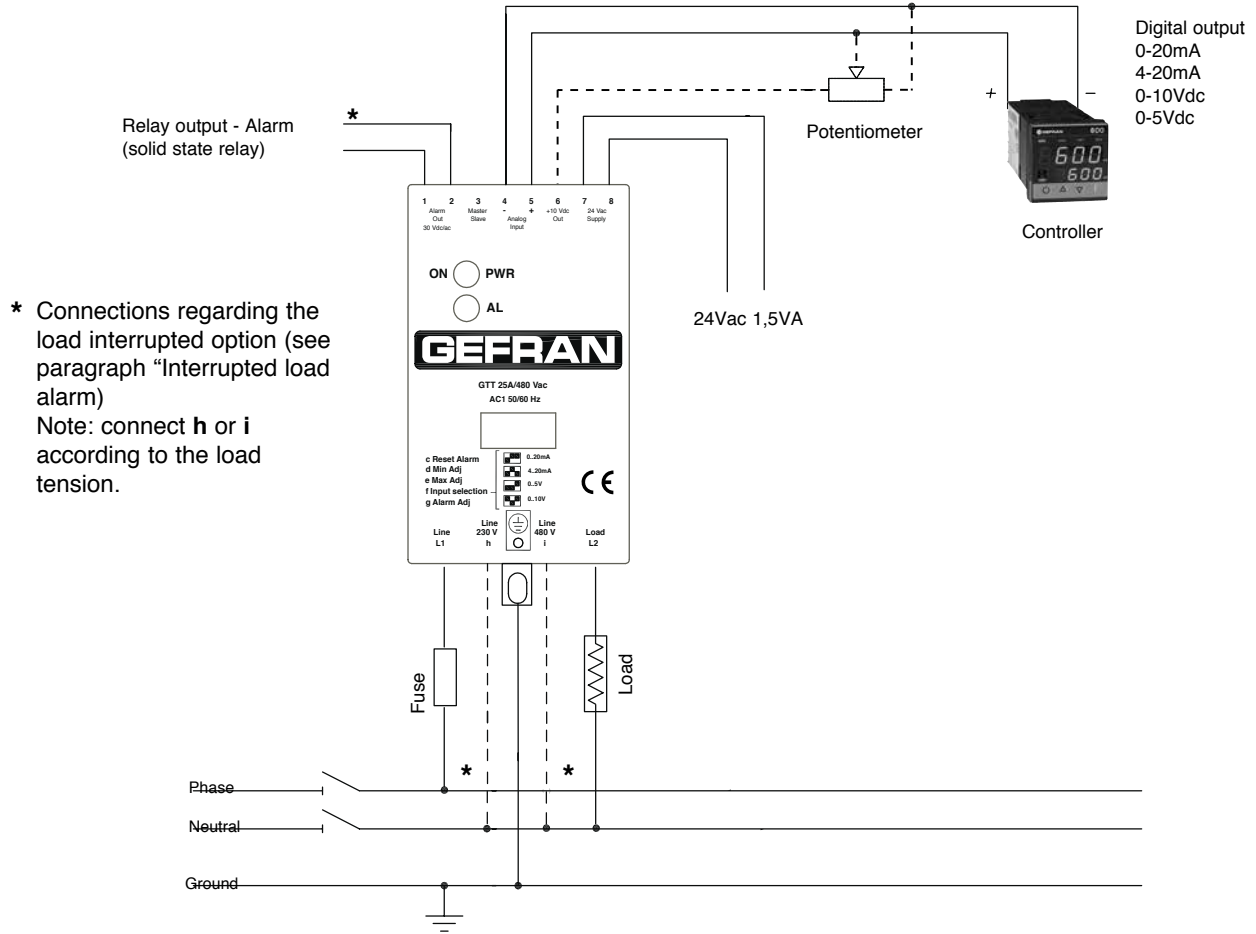 Digital output
0-20mA
4-20mA
0-10Vdc
0-5Vdc
+
–
GEFRAN 600
600
600
Controller
Potentiometer
*
Relay output - Alarm
(solid state relay)
1 2 3 4 5 6 7 8
Alarm
Out
30 Vdc/ac
Master
Slave
- +
Analog
Input
+10 Vdc
Out
24 Vac
Supply
ON PWR
AL
24Vac 1,5VA
* Connections regarding the
load interrupted option (see
paragraph “Interrupted load
alarm)
Note: connect h or i
according to the load
tension.
GEFRAN
GTT 25A/480 Vac
AC1 50/60 Hz
c Reset Alarm
d Min Adj
e Max Adj
f Input selection
g Alarm Adj
0..20mA
4..20mA
0..5V
0..10V
CE
Line
L1
Line
230 V
h
Line
480 V
i
Load
L2
Fuse
Load
* *
Phase
Neutral
Ground